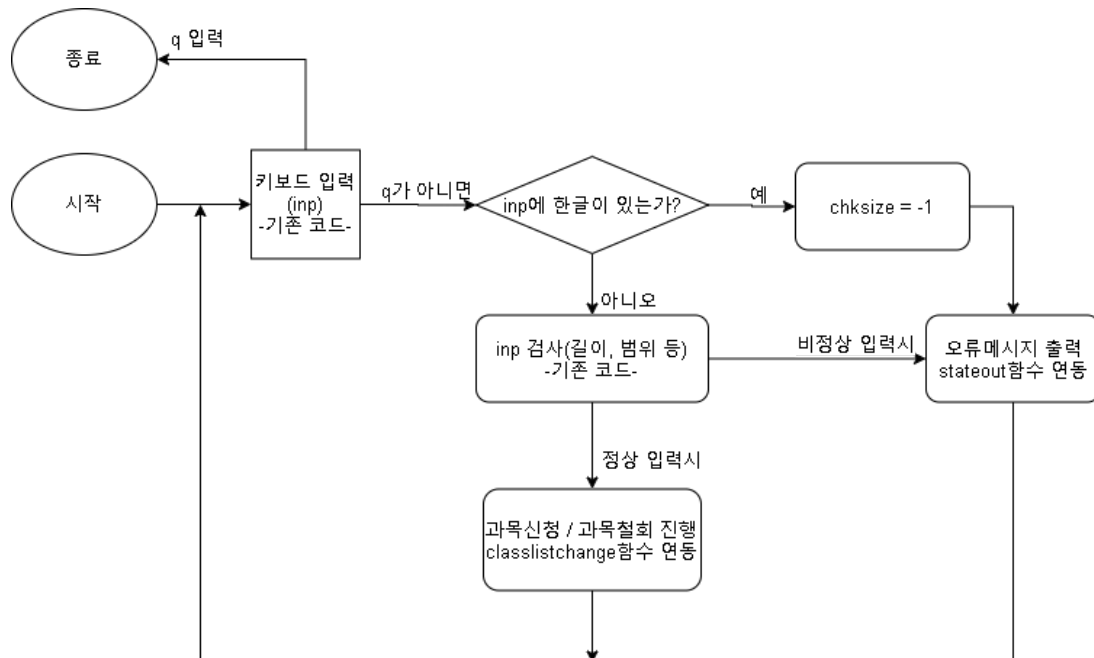 q 입력
종료
시작
키보드 입력
(inp)
-기존 코드-
q가 아니면
inp에 한글이 있는가?
예
chksize = -1
아니오
inp 검사(길이, 범위 등)
-기존 코드-
비정상 입력시
오류메시지 출력
stateout함수 연동
정상 입력시
과목신청 / 과목철회 진행
classlistchange함수 연동